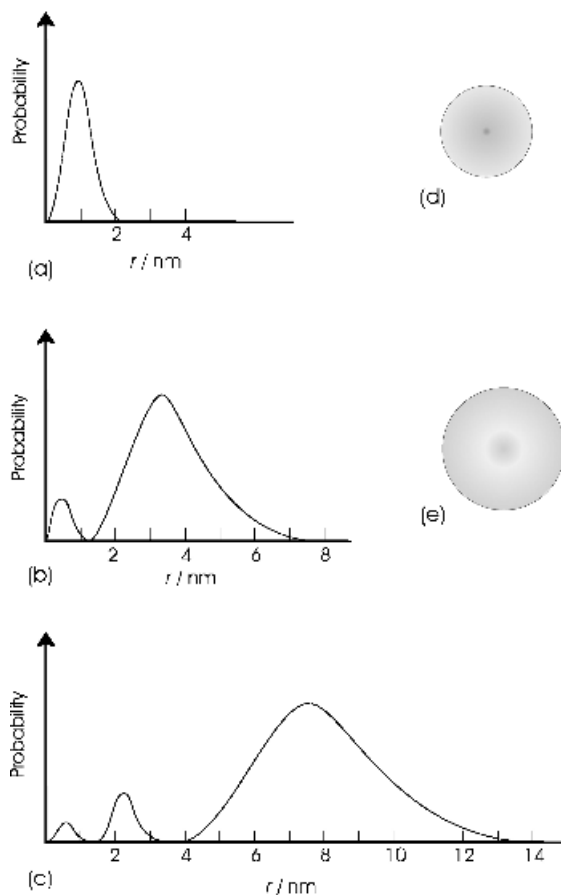 Probability
2 4
r / nm
(a)
(d)
Probability
2 4 6 8
r / nm
(b)
(e)
Probability
2 4 6 8 10 12 14
r / nm
(c)